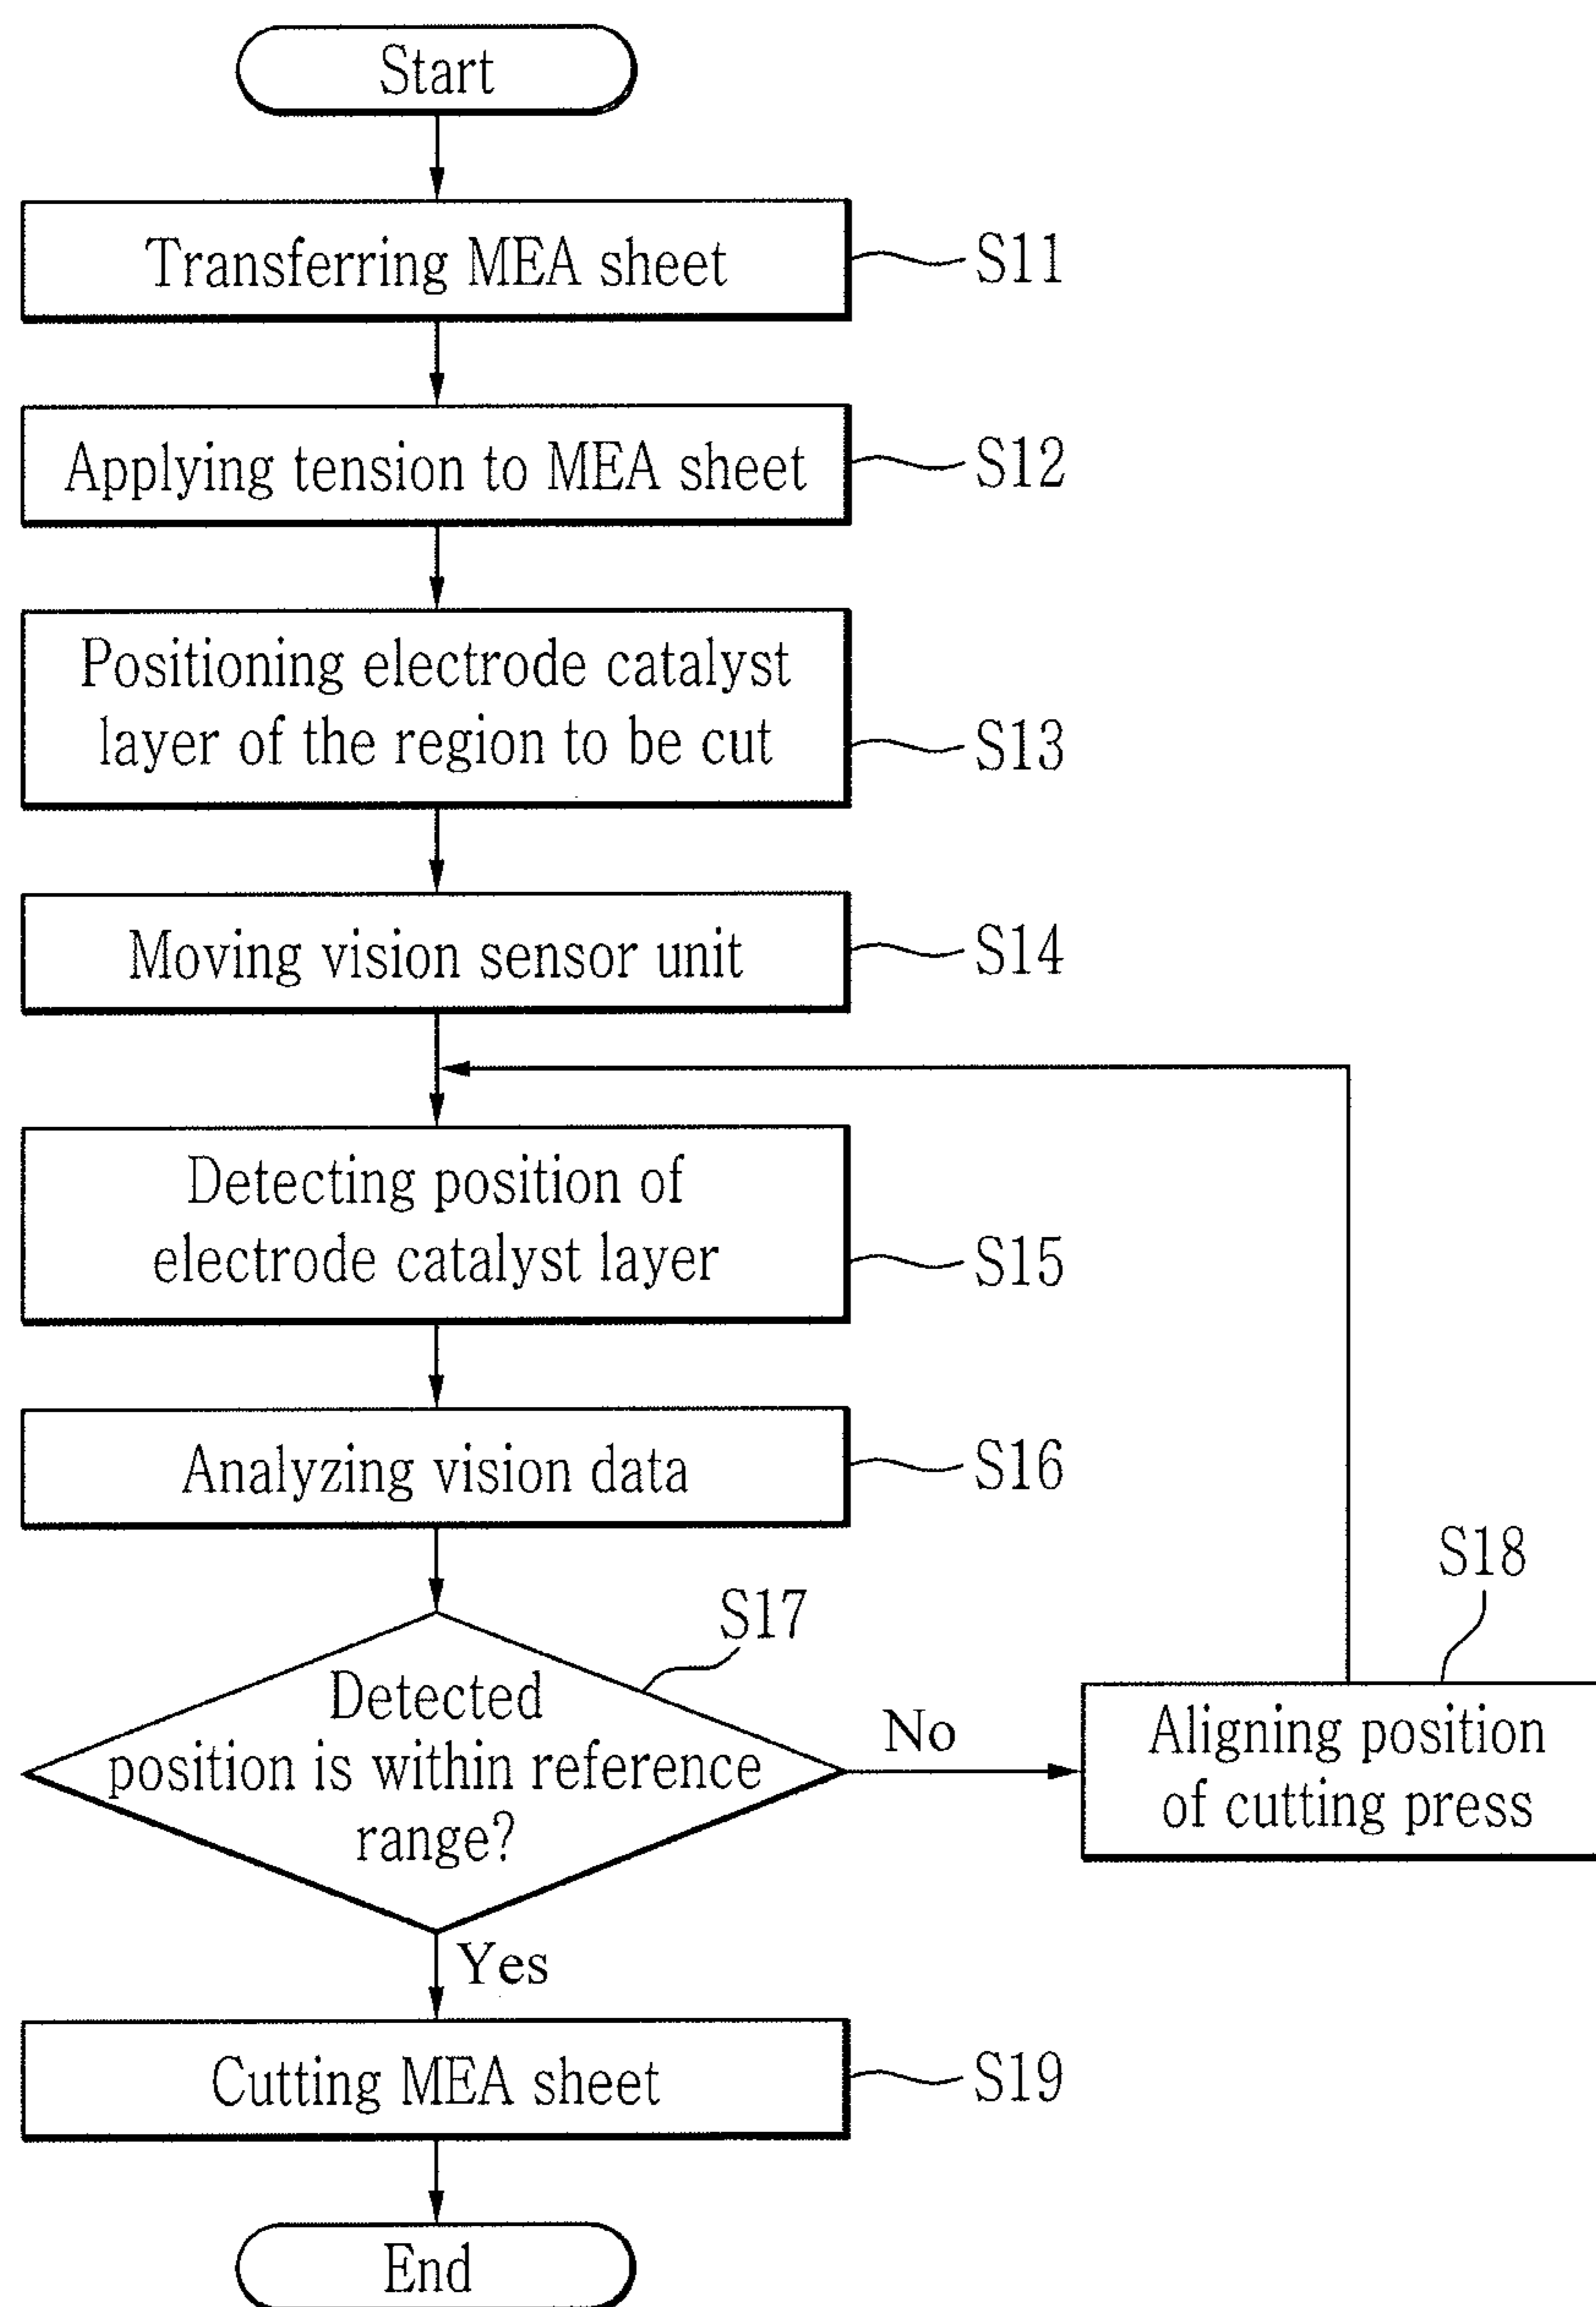 Start
Transferring MEA sheet
S11
Applying tension to MEA sheet
S12
Positioning electrode catalyst
layer of the region to be cut
S13
Moving vision sensor unit
S14
Detecting position of
electrode catalyst layer
S15
Analyzing vision data
S16
S17
Detected
position is within reference
range?
No
S18
Aligning position
of cutting press
Yes
Cutting MEA sheet
S19
End